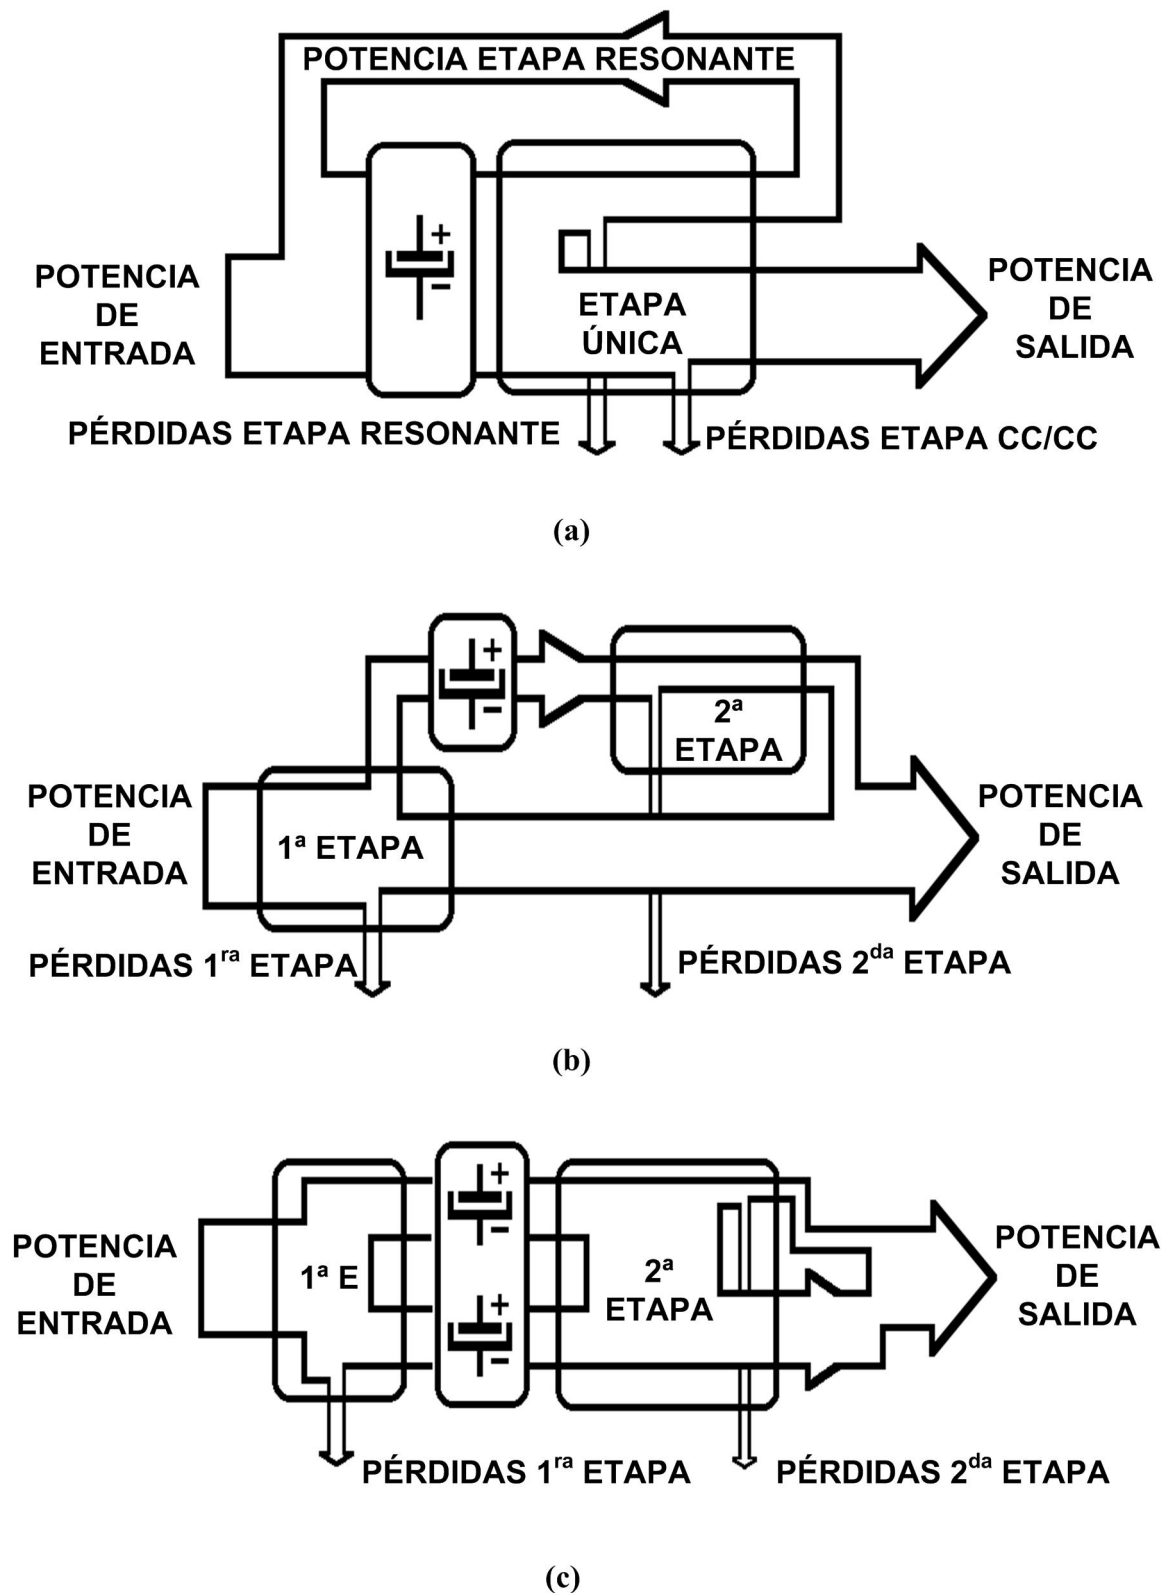 POTENCIA ETAPA RESONANTE
+
-
POTENCIA
DE
ENTRADA
ETAPA
ÚNICA
POTENCIA
DE
SALIDA
PÉRDIDAS ETAPA RESONANTE
PÉRDIDAS ETAPA CC/CC
(a)
+
-
2ª
ETAPA
POTENCIA
DE
ENTRADA
1ª ETAPA
POTENCIA
DE
SALIDA
PÉRDIDAS 1ra ETAPA
PÉRDIDAS 2da ETAPA
(b)
+
-
POTENCIA
DE
ENTRADA
1ª E
+
-
2ª
ETAPA
POTENCIA
DE
SALIDA
PÉRDIDAS 1ra ETAPA
PÉRDIDAS 2da ETAPA
(c)